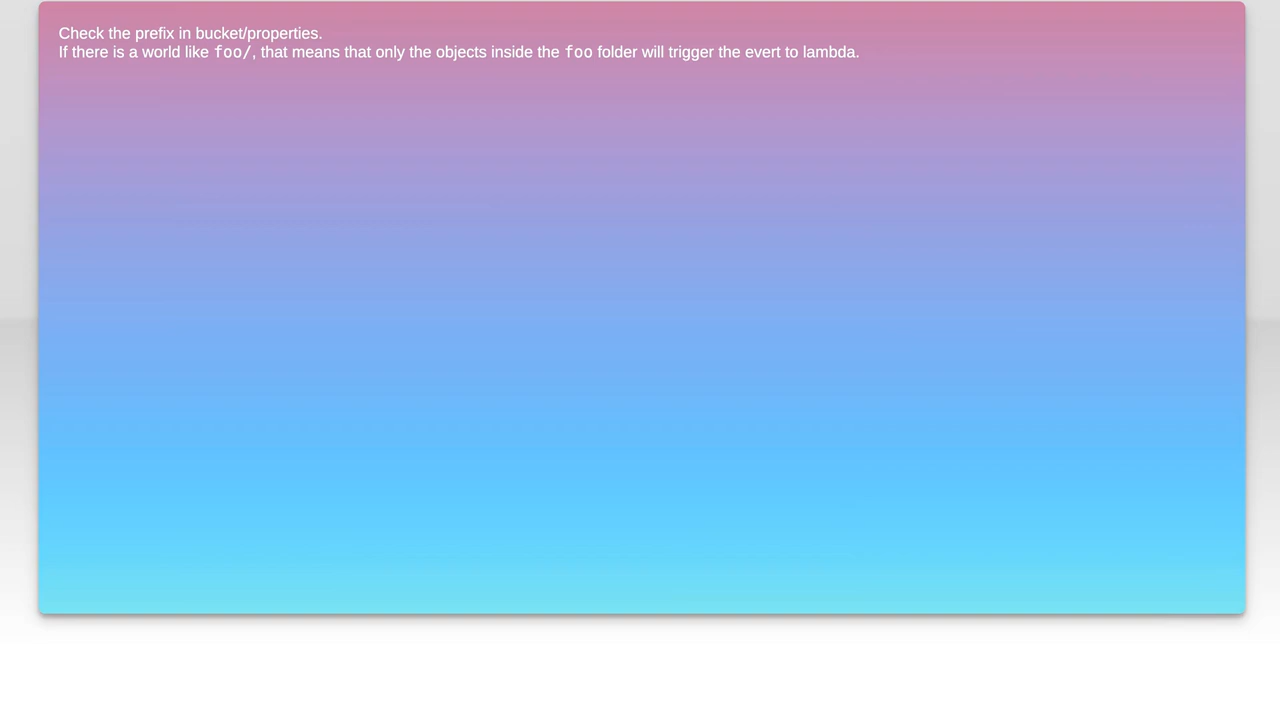 Check the prefix in bucket/properties.
If there is a world like foo/, that means that only the objects inside the foo folder will trigger the evert to lambda.